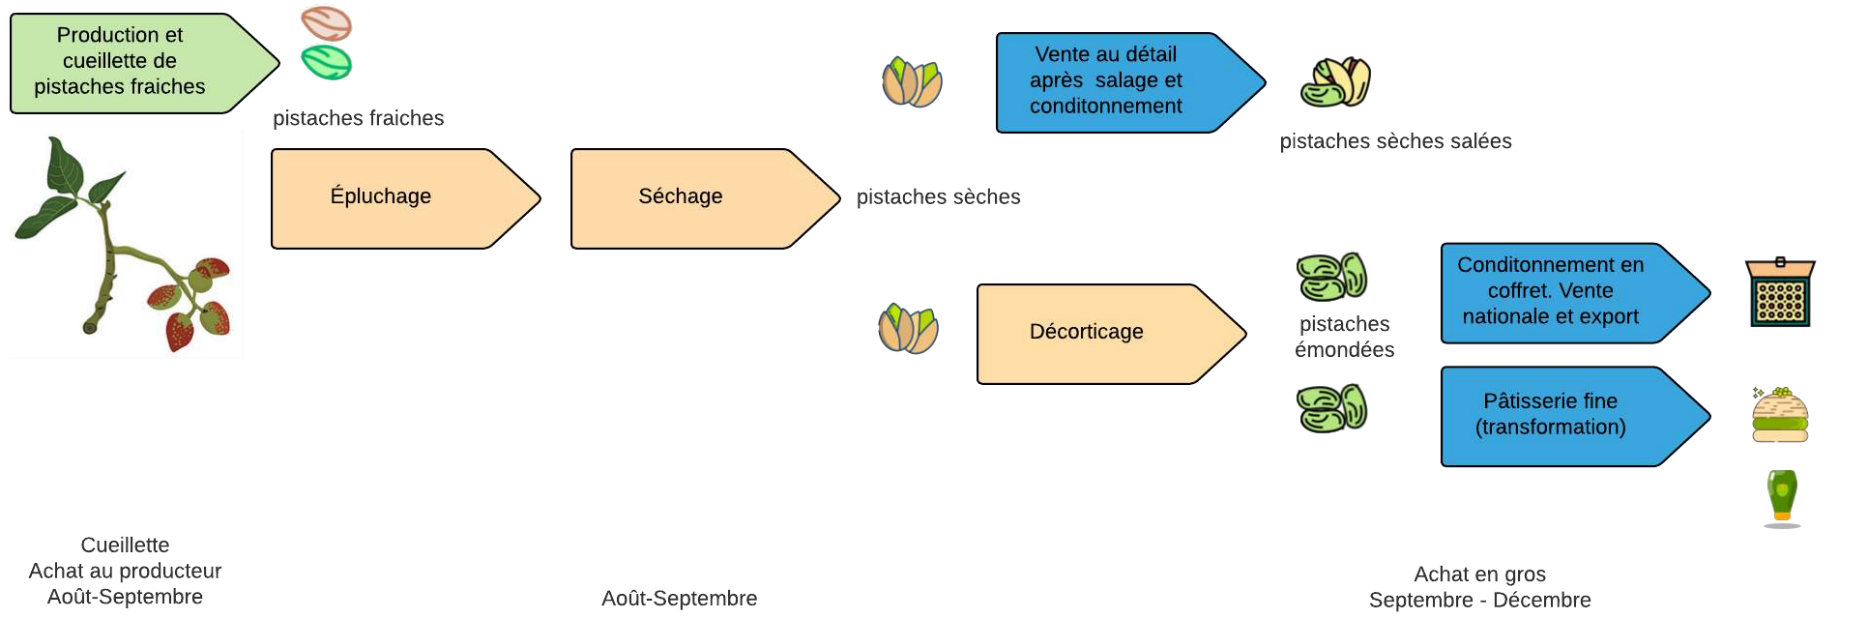 Production et
cueillette de
pistaches fraiches
pistaches fraiches
Épluchage
Séchage
pistaches sèches
Vente au détail
après salage et
conditonnement
pistaches sèches salées
Décorticage
pistaches
émondées
Conditonnement en
coffret. Vente
nationale et export
Pâtisserie fine
(transformation)
Cueillette
Achat au producteur
Août-Septembre
Août-Septembre
Achat en gros
Septembre - Décembre